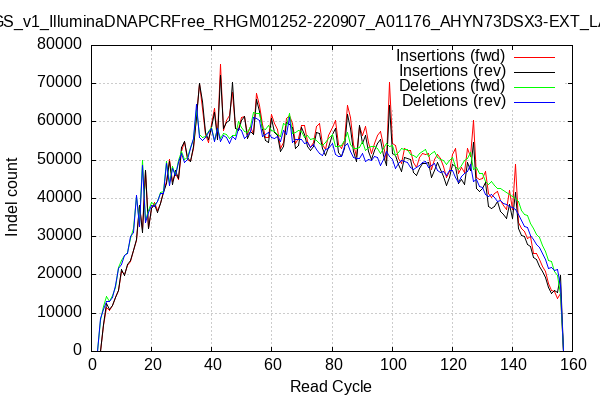 GS_v1_IlluminaDNAPCRFree_RHGM01252-220907_A01176_AHYN73DSX3-EXT_LA
80000
70000
60000
50000
40000
30000
20000
10000
0
Indel count
Insertions (fwd)
Insertions (rev)
Deletions (fwd)
Deletions (rev)
0 20 40 60 80 100 120 140 160
Read Cycle